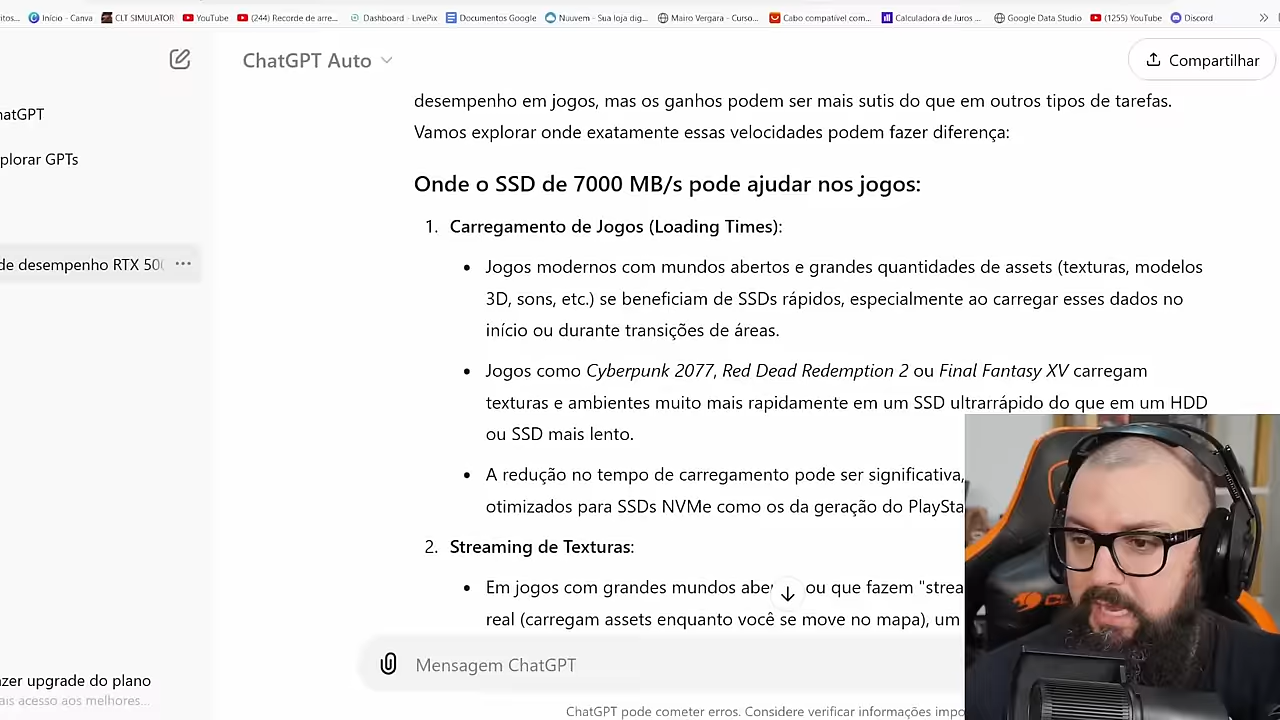 Início - Canva CLT SIMULATOR YouTube (244) Recorde de arre... Dashboard - LivePix Documentos Google Nuuvem - Sua loja dig... Mairo Vergara - Curso... Cabo compatível com... Calculadora de Juros ... Google Data Studio (1255) YouTube Discord
ChatGPT Auto
Compartilhar
hatGPT
plorar GPTs
de desempenho RTX 500
desempenho em jogos, mas os ganhos podem ser mais sutis do que em outros tipos de tarefas.
Vamos explorar onde exatamente essas velocidades podem fazer diferença:
Onde o SSD de 7000 MB/s pode ajudar nos jogos:
1. Carregamento de Jogos (Loading Times):
• Jogos modernos com mundos abertos e grandes quantidades de assets (texturas, modelos
3D, sons, etc.) se beneficiam de SSDs rápidos, especialmente ao carregar esses dados no
início ou durante transições de áreas.
• Jogos como Cyberpunk 2077, Red Dead Redemption 2 ou Final Fantasy XV carregam
texturas e ambientes muito mais rapidamente em um SSD ultrarrápido do que em um HDD
ou SSD mais lento.
• A redução no tempo de carregamento pode ser significativa,
otimizados para SSDs NVMe como os da geração do PlaySta
2. Streaming de Texturas:
• Em jogos com grandes mundos abe ou que fazem "strea
real (carregam assets enquanto você se move no mapa), um
Mensagem ChatGPT
azer upgrade do plano
ais acesso aos melhores...
ChatGPT pode cometer erros. Considere verificar informações impo